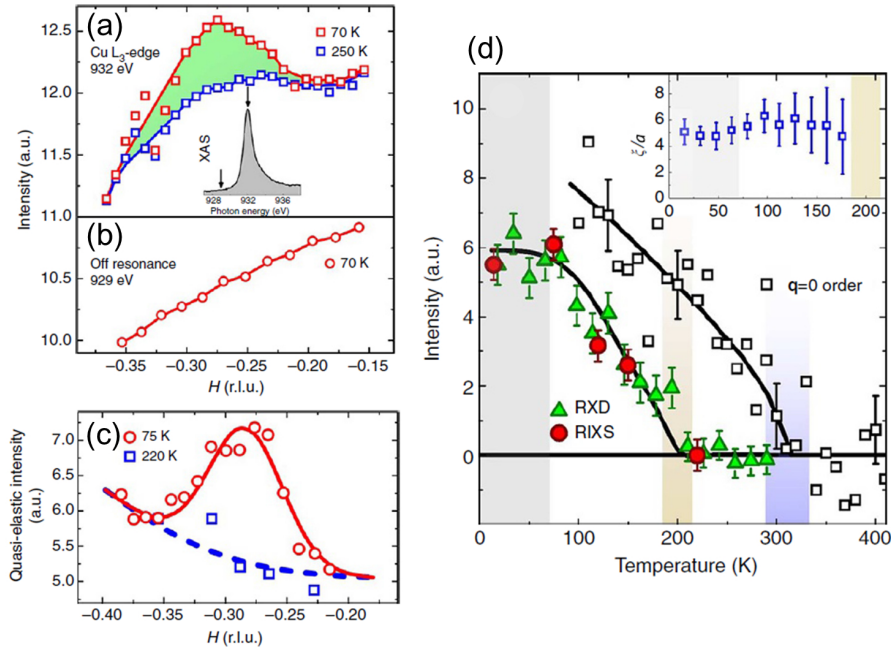 (a)
Cu L₃-edge
932 eV
70 K
250 K
12.5
12.0
11.5
11.0
Intensity (a.u.)
XAS
928 932 936
Photon energy (eV)
(b)
Off resonance
929 eV
70 K
10.5
10.0
−0.35 −0.30 −0.25 −0.20 −0.15
H (r.l.u.)
(c)
75 K
220 K
7.0
6.5
6.0
5.5
5.0
Quasi-elastic intensity
(a.u.)
−0.40 −0.35 −0.30 −0.25 −0.20
H (r.l.u.)
(d)
10
8
6
4
2
0
Intensity (a.u.)
8
6
4
2
0
ξ/a
0 50 100 150 200
q=0 order
RXD
RIXS
0 100 200 300 400
Temperature (K)